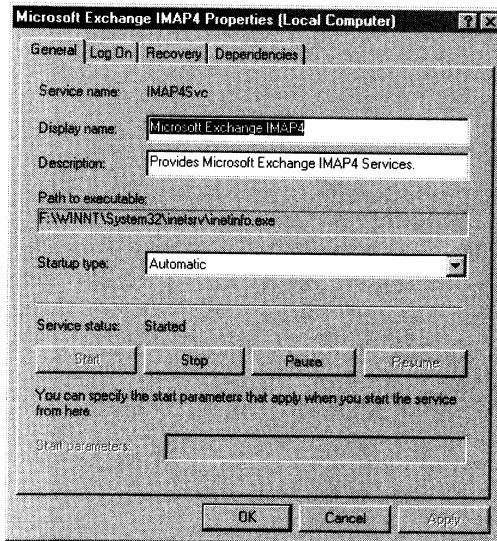 Microsoft Exchange IMAP4 Properties (Local Computer) ? X
General Log On Recovery Dependencies
Service name: IMAP4Svc
Display name: Microsoft Exchange IMAP4
Description: Provides Microsoft Exchange IMAP4 Services.
Path to executable:
F:\WINNT\System32\inetsrv\inetinfo.exe
Startup type: Automatic
Service status: Started
Start Stop Pause Resume
You can specify the start parameters that apply when you start the service
from here.
Start parameters:
OK Cancel Apply